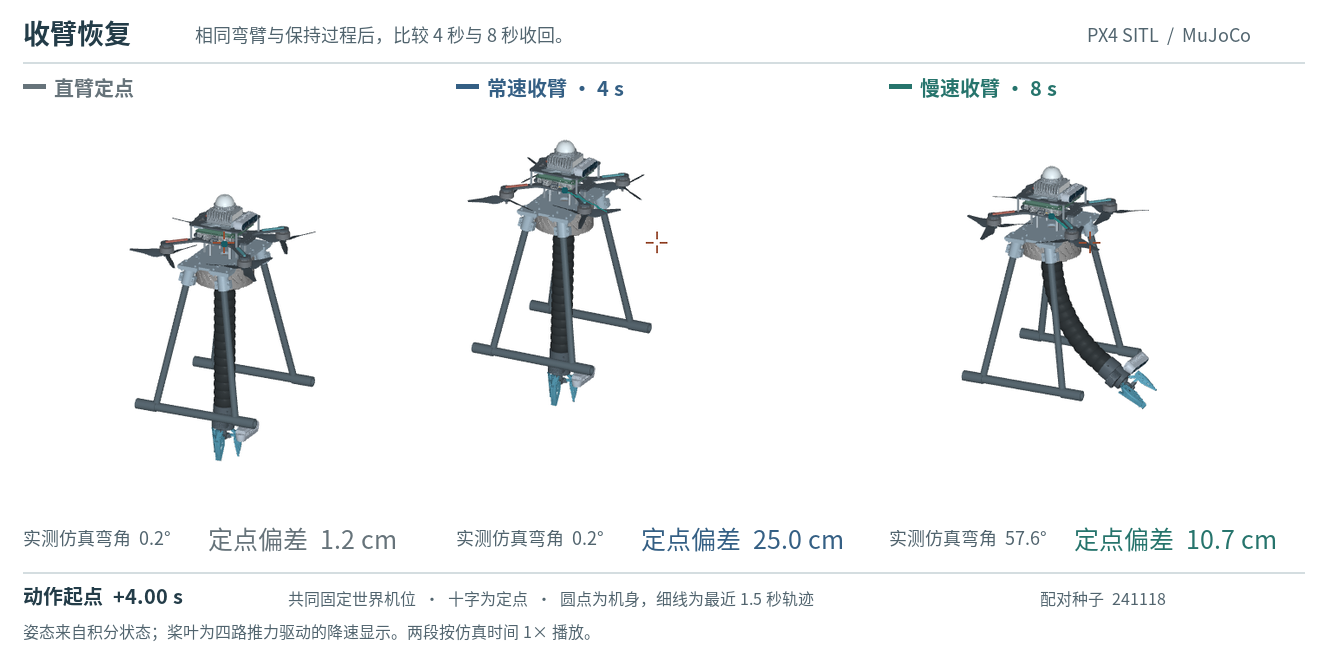 收臂恢复
相同弯臂与保持过程后，比较 4 秒与 8 秒收回。
PX4 SITL / MuJoCo
直臂定点
常速收臂 · 4 s
慢速收臂 · 8 s
实测仿真弯角 0.2° 定点偏差 1.2 cm
实测仿真弯角 0.2° 定点偏差 25.0 cm
实测仿真弯角 57.6° 定点偏差 10.7 cm
动作起点 +4.00 s
共同固定世界机位 · 十字为定点 · 圆点为机身，细线为最近 1.5 秒轨迹
配对种子 241118
姿态来自积分状态；桨叶为四路推力驱动的降速显示。两段按仿真时间 1× 播放。